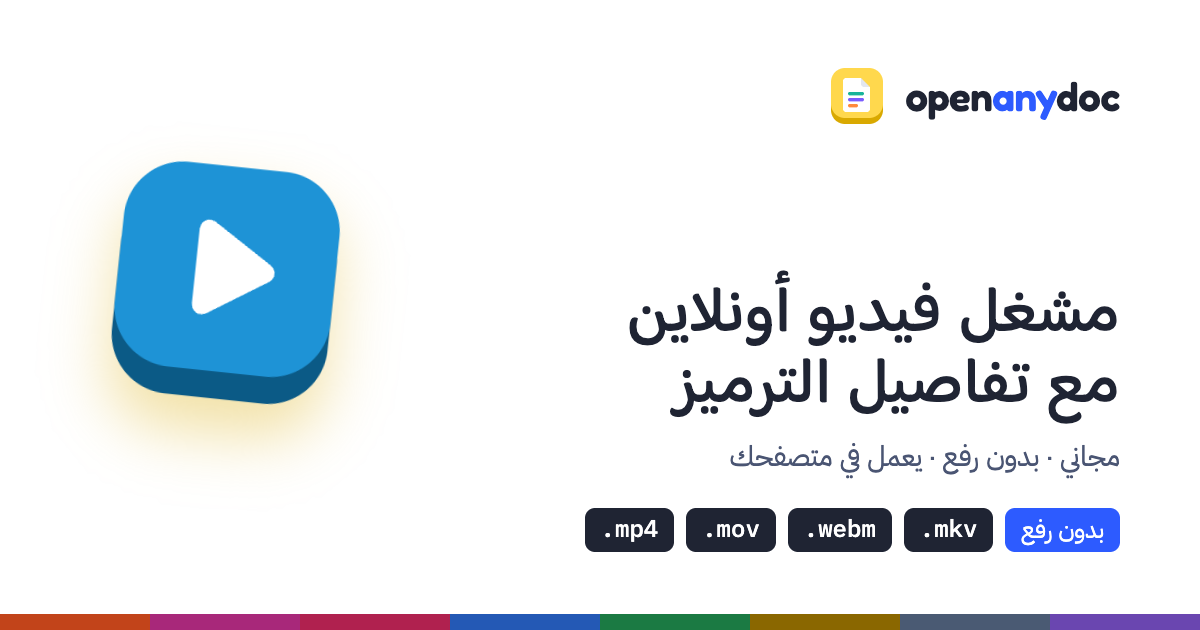 openanydoc
مشغل فيديو أونلاين
مع تفاصيل الترميز
مجاني · بدون رفع · يعمل في متصفحك
بدون رفع .mkv .webm .mov .mp4